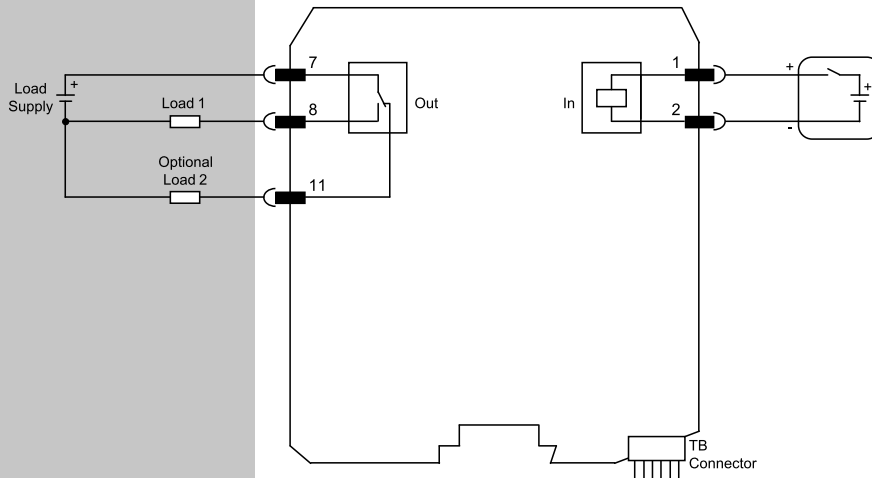 7
1
+
+
+
Load
Supply
Load 1
8
Out
In
2
-
Optional
Load 2
11
TB
Connector